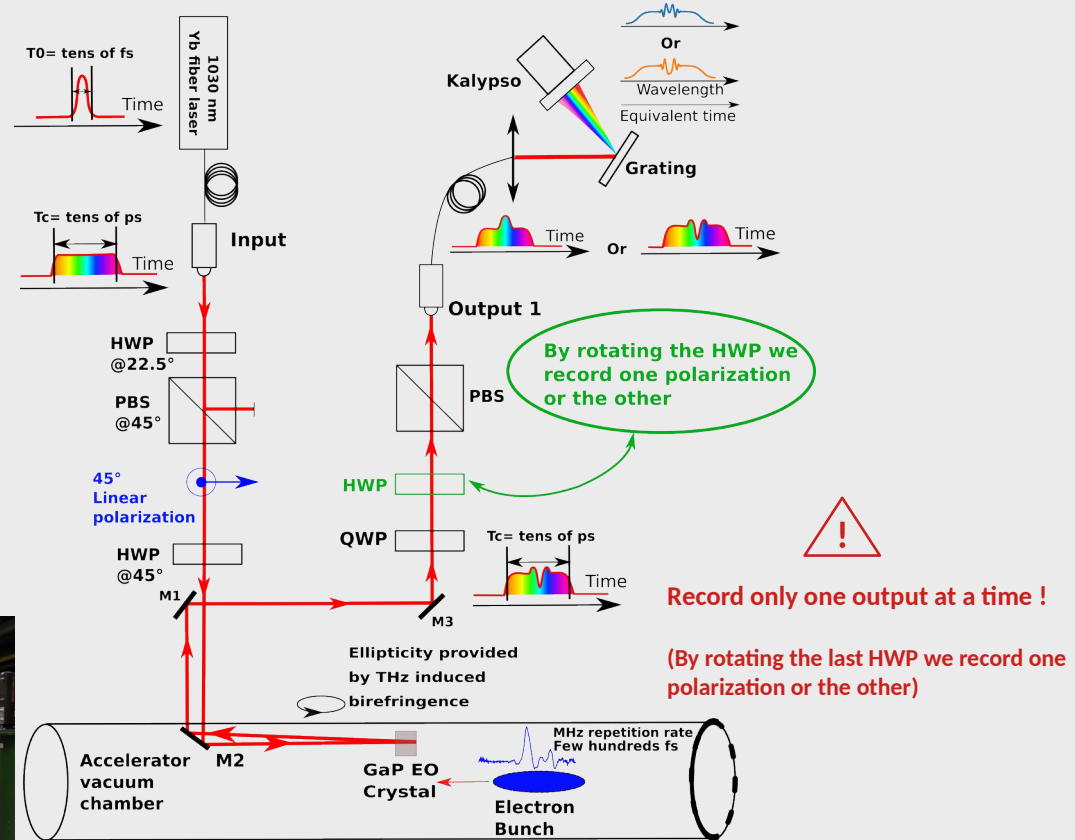 T0= tens of fs
Time
1030 nm
Yb fiber laser
Tc= tens of ps
Time
Input
HWP
@22.5°
PBS
@45°
45°
Linear
polarization
HWP
@45°
M1
M2
M3
Accelerator
vacuum
chamber
Ellipticity provided
by THz induced
birefringence
GaP EO
Crystal
MHz repetition rate
Few hundreds fs
Electron
Bunch
Tc= tens of ps
Time
QWP
HWP
PBS
Output 1
By rotating the HWP we
record one polarization
or the other
Time
Or
Time
Kalypso
Grating
Or
Wavelength
Equivalent time
!
Record only one output at a time !
(By rotating the last HWP we record one
polarization or the other)